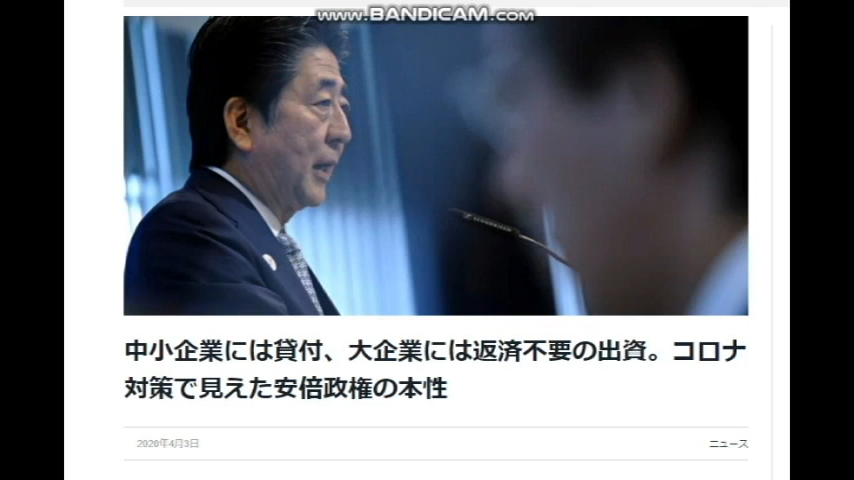 www.BANDICAM.com
中小企業には貸付、大企業には返済不要の出資。コロナ
対策で見えた安倍政権の本性
2020年4月3日
ニュース